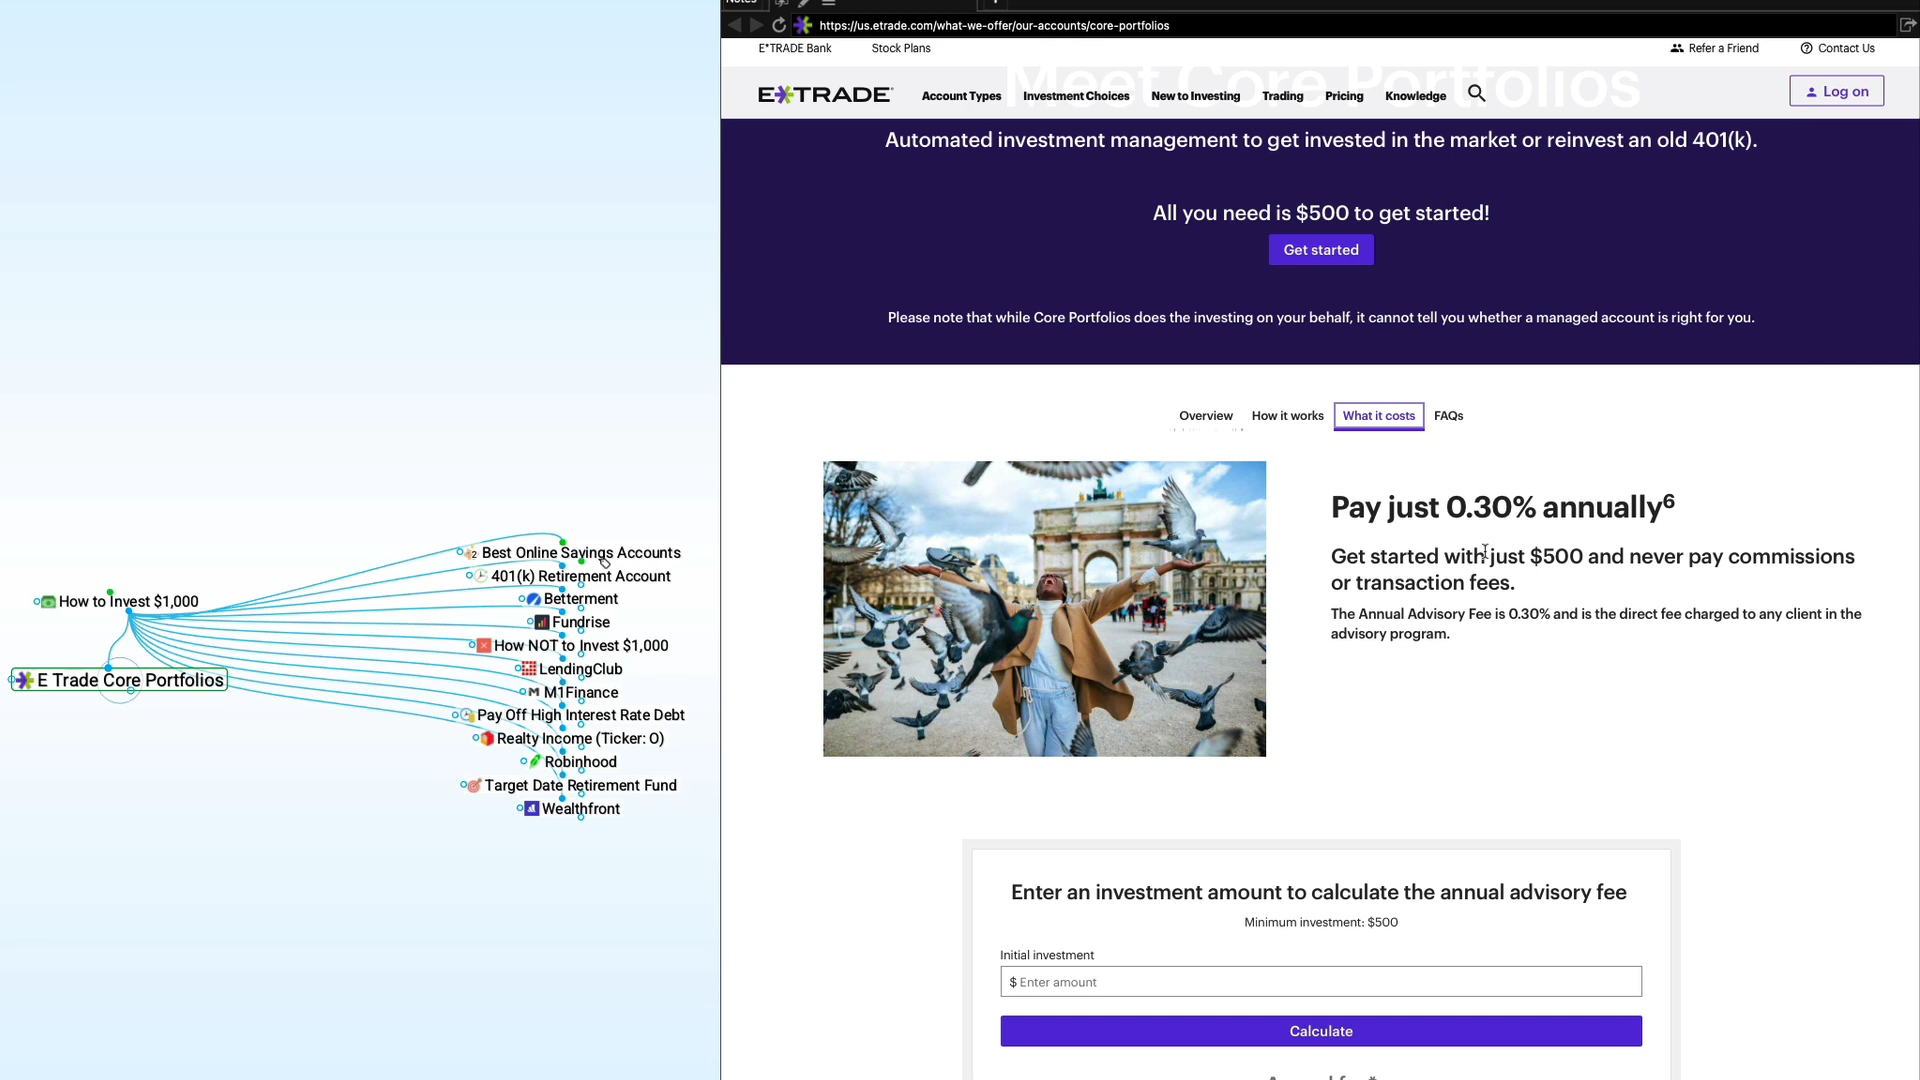 Notes
https://us.etrade.com/what-we-offer/our-accounts/core-portfolios
E*TRADE Bank
Stock Plans
Refer a Friend
Contact Us
Meet Core Portfolios
E*TRADE
Account Types
Investment Choices
New to Investing
Trading
Pricing
Knowledge
Log on
Automated investment management to get invested in the market or reinvest an old 401(k).
All you need is $500 to get started!
Get started
Please note that while Core Portfolios does the investing on your behalf, it cannot tell you whether a managed account is right for you.
Overview
How it works
What it costs
FAQs
Pay just 0.30% annually6
Get started with just $500 and never pay commissions
or transaction fees.
The Annual Advisory Fee is 0.30% and is the direct fee charged to any client in the
advisory program.
Enter an investment amount to calculate the annual advisory fee
Minimum investment: $500
Initial investment
$ Enter amount
Calculate
How to Invest $1,000
E Trade Core Portfolios
Best Online Savings Accounts
401(k) Retirement Account
Betterment
Fundrise
How NOT to Invest $1,000
LendingClub
M1Finance
Pay Off High Interest Rate Debt
Realty Income (Ticker: O)
Robinhood
Target Date Retirement Fund
Wealthfront